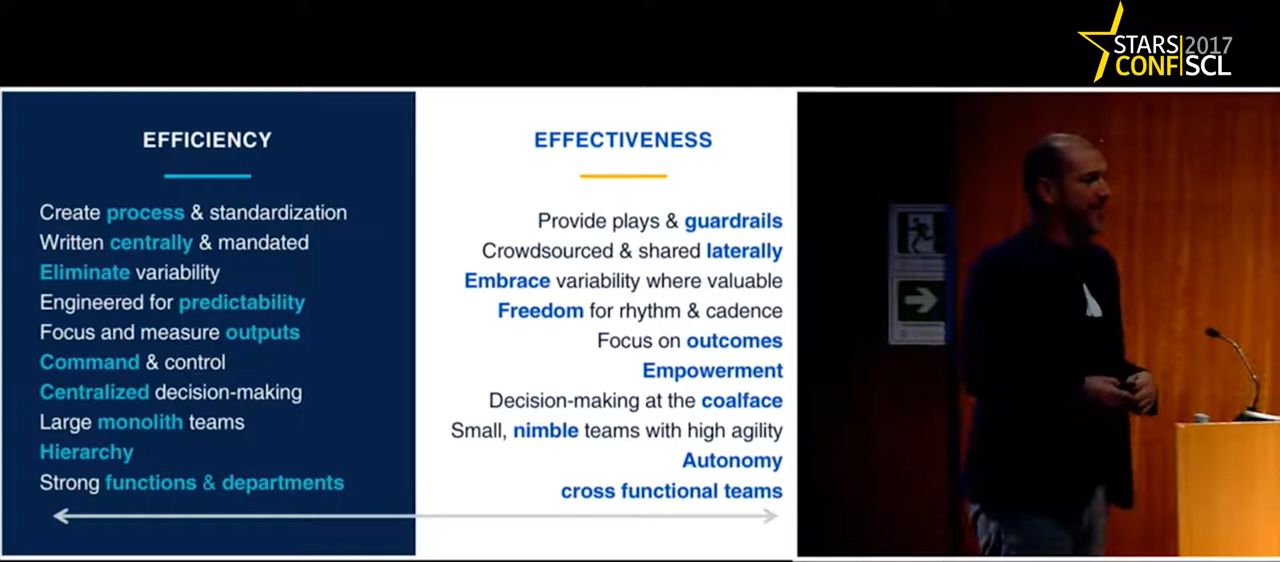 STARS 2017
CONF SCL
EFFICIENCY
Create process & standardization
Written centrally & mandated
Eliminate variability
Engineered for predictability
Focus and measure outputs
Command & control
Centralized decision-making
Large monolith teams
Hierarchy
Strong functions & departments
EFFECTIVENESS
Provide plays & guardrails
Crowdsourced & shared laterally
Embrace variability where valuable
Freedom for rhythm & cadence
Focus on outcomes
Empowerment
Decision-making at the coalface
Small, nimble teams with high agility
Autonomy
cross functional teams